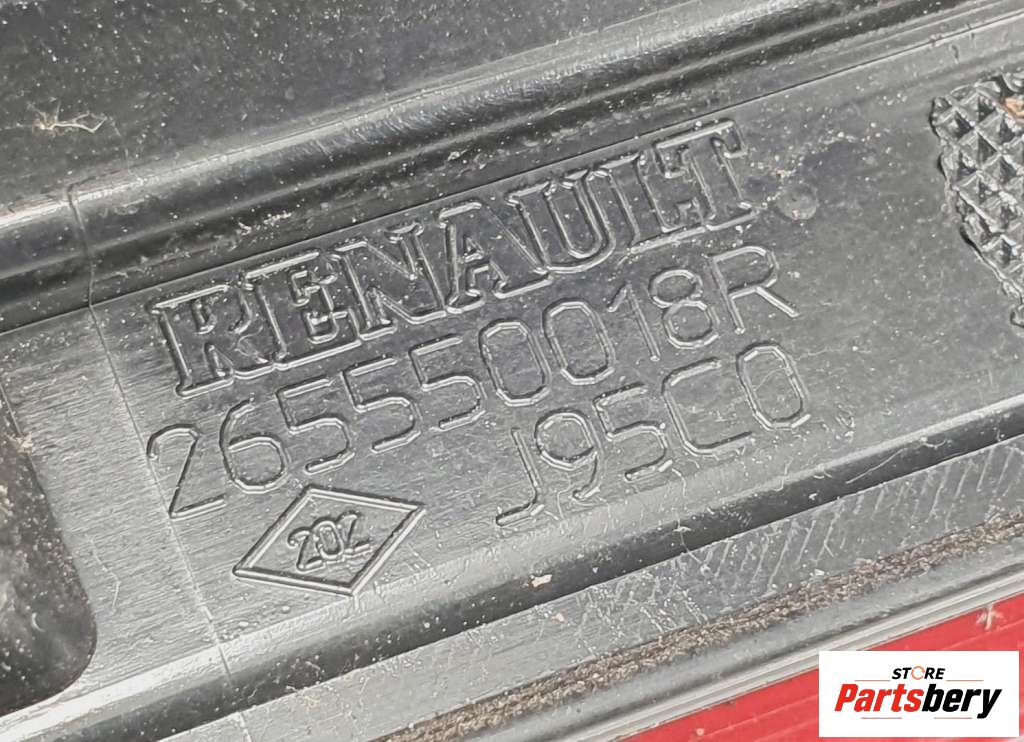 RENAULT
265550018R
J95C0
202
STORE
Partsbery